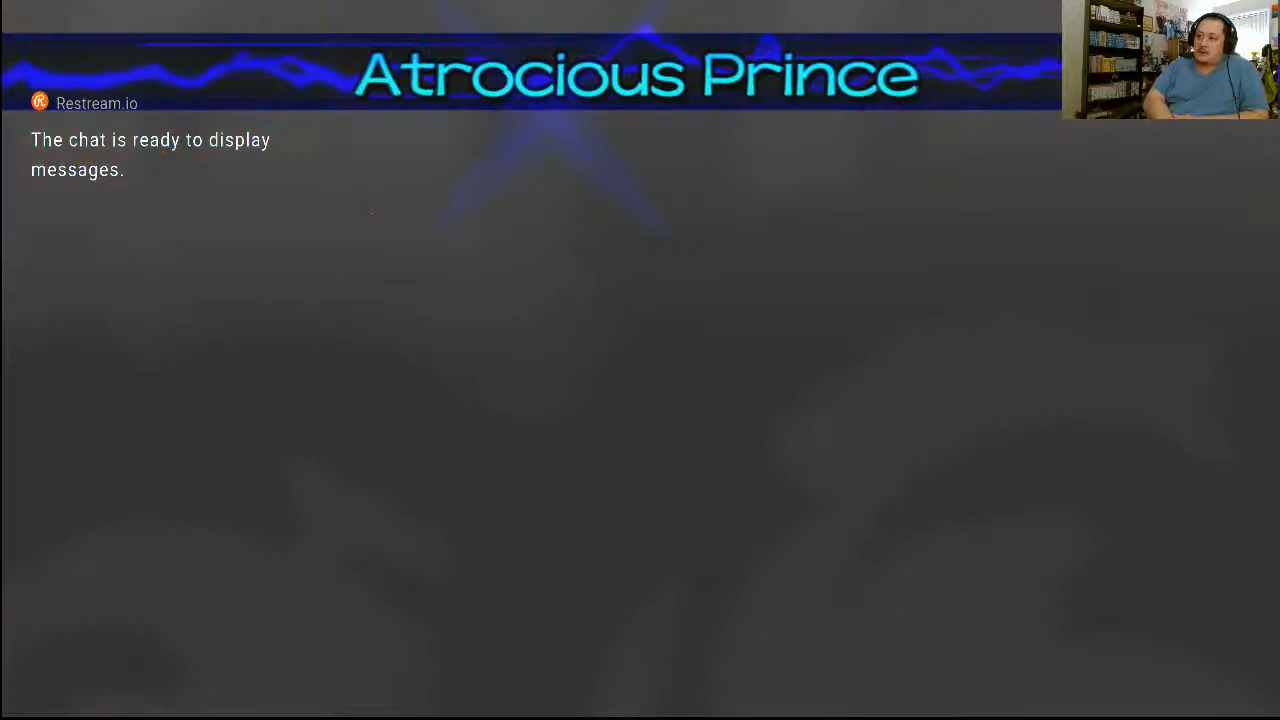 Atrocious Prince
Restream.io
The chat is ready to display
messages.